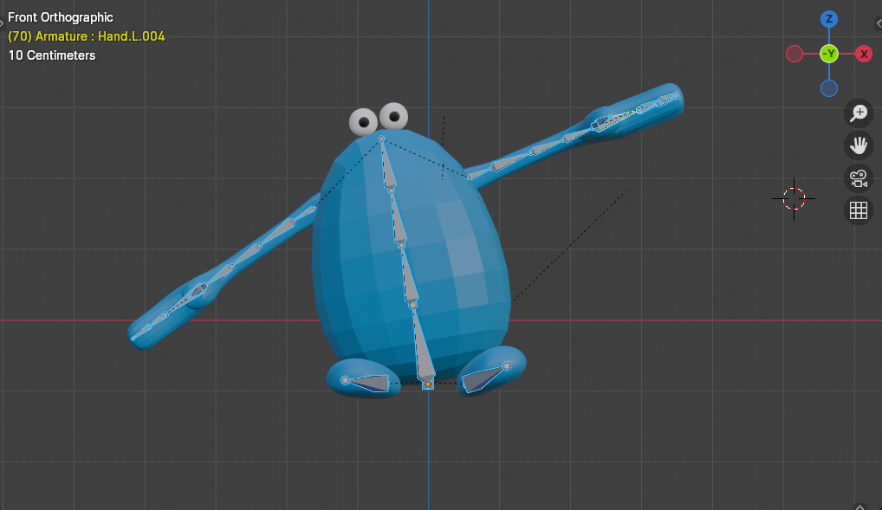 Front Orthographic
(70) Armature : Hand.L.004
10 Centimeters
Z
-Y
X